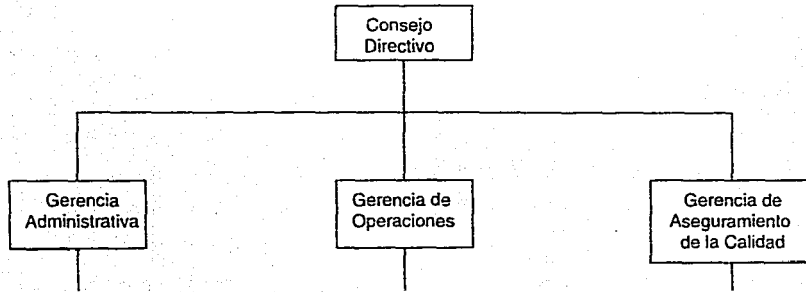 Consejo
Directivo
Gerencia
Administrativa
Gerencia de
Operaciones
Gerencia de
Aseguramiento
de la Calidad